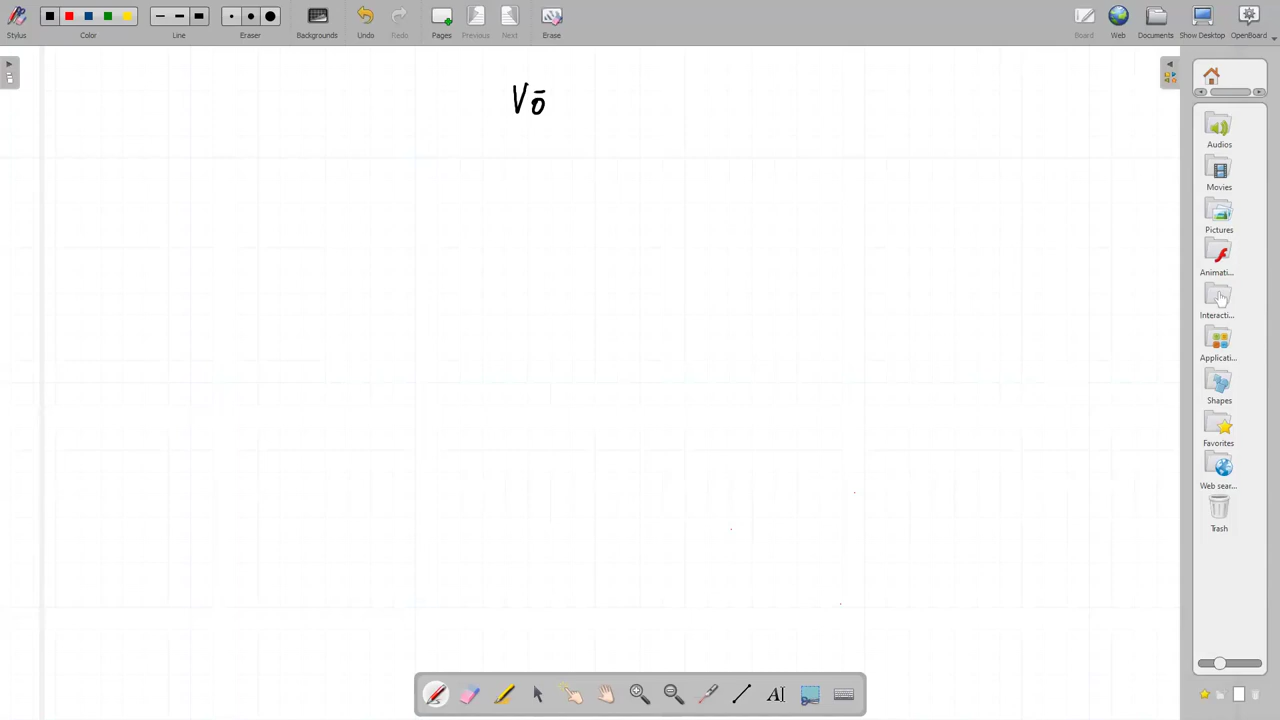 Stylus
Color
Line
Eraser
Backgrounds
Undo
Redo
Pages
Previous
Next
Erase
Board
Web
Documents
Show Desktop
OpenBoard
Vō
Audios
Movies
Pictures
Animati...
Interacti...
Applicati...
Shapes
Favorites
Web sear...
Trash